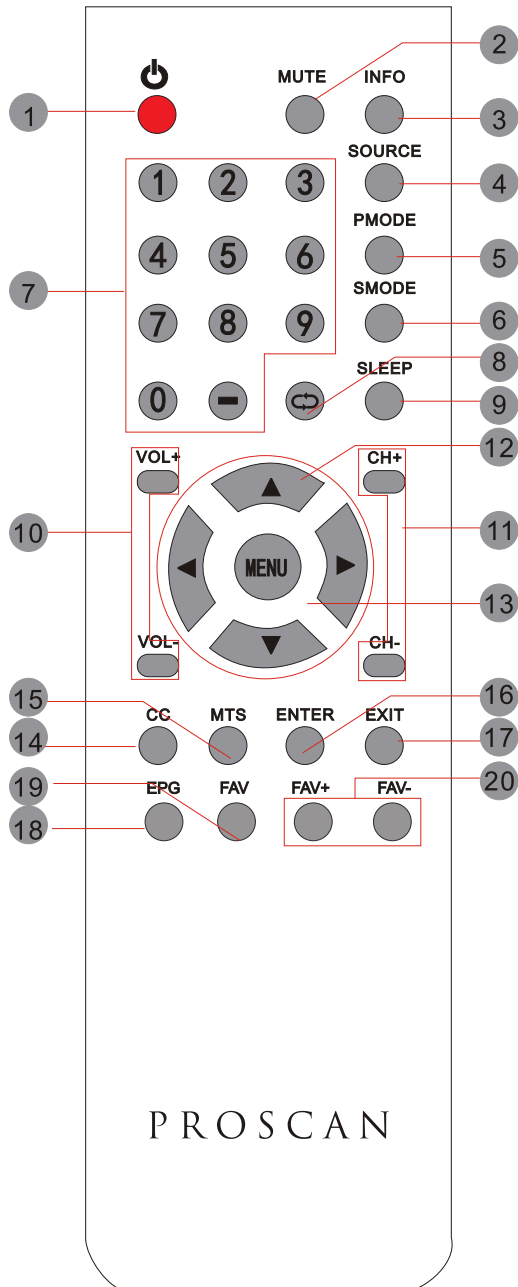 2
MUTE INFO
1
3
SOURCE
1 2 3
4
PMODE
4 5 6
5
7
SMODE
7 8 9
6
8
SLEEP
0 -
9
12
VOL+ CH+
10
11
MENU
13
VOL- CH-
15
16
CC MTS ENTER EXIT
14
17
19
20
EPG FAV FAV+ FAV-
18
PROSCAN